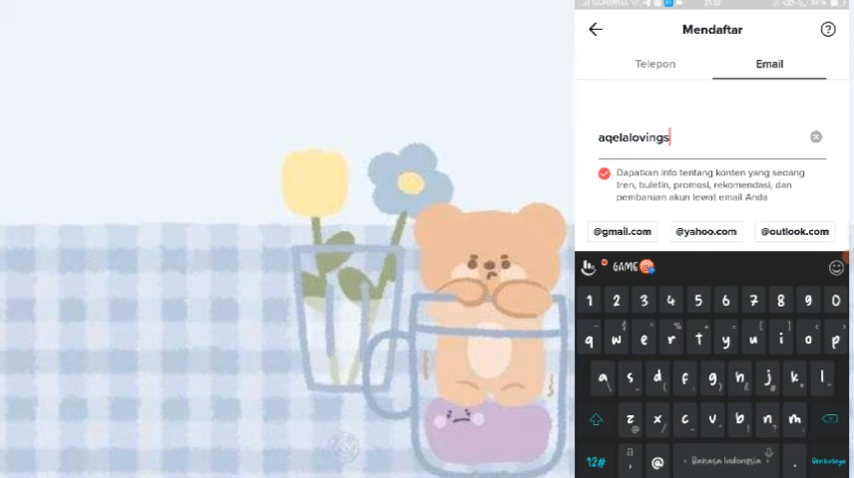 Mendaftar
Telepon Email
aqelalovings
Dapatkan info tentang konten yang sedang
tren, buletin, promosi, rekomendasi, dan
pembaruan akun lewat email Anda
@gmail.com @yahoo.com @outlook.com
GAME
1 2 3 4 5 6 7 8 9 0
q w e r t y u i o p
a s d f g h j k l
z x c v b n m
12# @ Bahasa Indonesia . Berikutnya